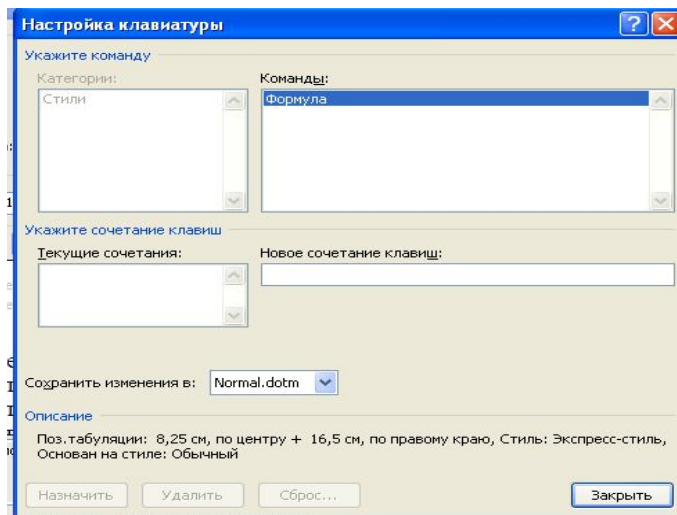 Настройка клавиатуры
Укажите команду
Категории:
Команды:
Стили
Формула
Укажите сочетание клавиш
Текущие сочетания:
Новое сочетание клавиш:
Сохранить изменения в:
Normal.dotm
Описание
Поз.табуляции: 8,25 см, по центру + 16,5 см, по правому краю, Стиль: Экспресс-стиль,
Основан на стиле: Обычный
Назначить
Удалить
Сброс...
Закрыть